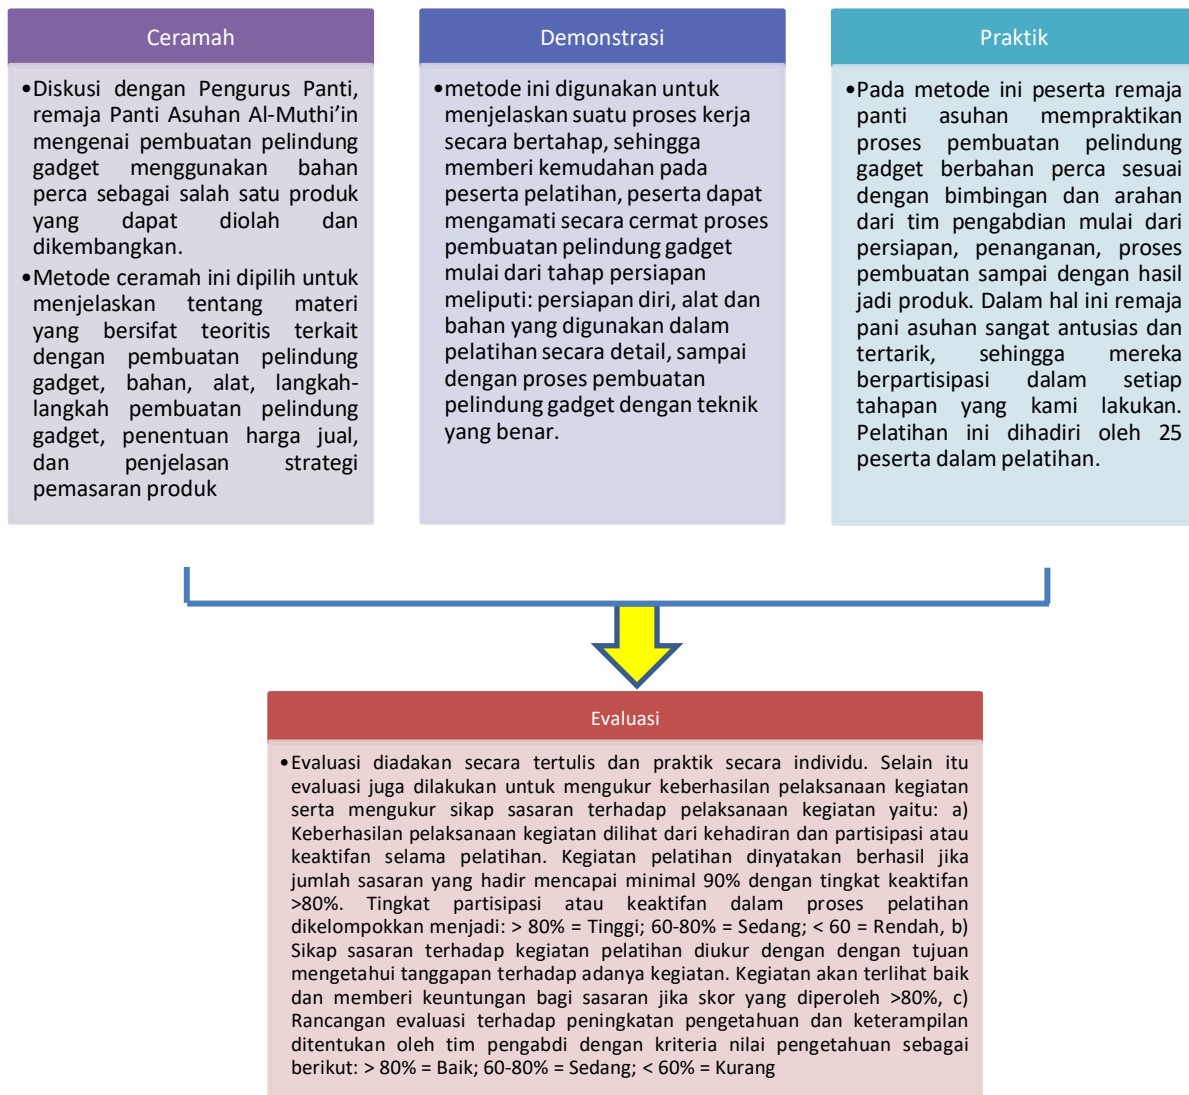 Ceramah
•Diskusi dengan Pengurus Panti,
remaja Panti Asuhan Al-Muthi’in
mengenai pembuatan pelindung
gadget menggunakan bahan
perca sebagai salah satu produk
yang dapat diolah dan
dikembangkan.
•Metode ceramah ini dipilih untuk
menjelaskan tentang materi
yang bersifat teoritis terkait
dengan pembuatan pelindung
gadget, bahan, alat, langkah-
langkah pembuatan pelindung
gadget, penentuan harga jual,
dan penjelasan strategi
pemasaran produk
Demonstrasi
•metode ini digunakan untuk
menjelaskan suatu proses kerja
secara bertahap, sehingga
memberi kemudahan pada
peserta pelatihan, peserta dapat
mengamati secara cermat proses
pembuatan pelindung gadget
mulai dari tahap persiapan
meliputi: persiapan diri, alat dan
bahan yang digunakan dalam
pelatihan secara detail, sampai
dengan proses pembuatan
pelindung gadget dengan teknik
yang benar.
Praktik
•Pada metode ini peserta remaja
panti asuhan mempraktikan
proses pembuatan pelindung
gadget berbahan perca sesuai
dengan bimbingan dan arahan
dari tim pengabdian mulai dari
persiapan, penanganan, proses
pembuatan sampai dengan hasil
jadi produk. Dalam hal ini remaja
pani asuhan sangat antusias dan
tertarik, sehingga mereka
berpartisipasi dalam setiap
tahapan yang kami lakukan.
Pelatihan ini dihadiri oleh 25
peserta dalam pelatihan.
Evaluasi
•Evaluasi diadakan secara tertulis dan praktik secara individu. Selain itu
evaluasi juga dilakukan untuk mengukur keberhasilan pelaksanaan kegiatan
serta mengukur sikap sasaran terhadap pelaksanaan kegiatan yaitu: a)
Keberhasilan pelaksanaan kegiatan dilihat dari kehadiran dan partisipasi atau
keaktifan selama pelatihan. Kegiatan pelatihan dinyatakan berhasil jika
jumlah sasaran yang hadir mencapai minimal 90% dengan tingkat keaktifan
>80%. Tingkat partisipasi atau keaktifan dalam proses pelatihan
dikelompokkan menjadi: > 80% = Tinggi; 60-80% = Sedang; < 60 = Rendah, b)
Sikap sasaran terhadap kegiatan pelatihan diukur dengan dengan tujuan
mengetahui tanggapan terhadap adanya kegiatan. Kegiatan akan terlihat baik
dan memberi keuntungan bagi sasaran jika skor yang diperoleh >80%, c)
Rancangan evaluasi terhadap peningkatan pengetahuan dan keterampilan
ditentukan oleh tim pengabdi dengan kriteria nilai pengetahuan sebagai
berikut: > 80% = Baik; 60-80% = Sedang; < 60% = Kurang